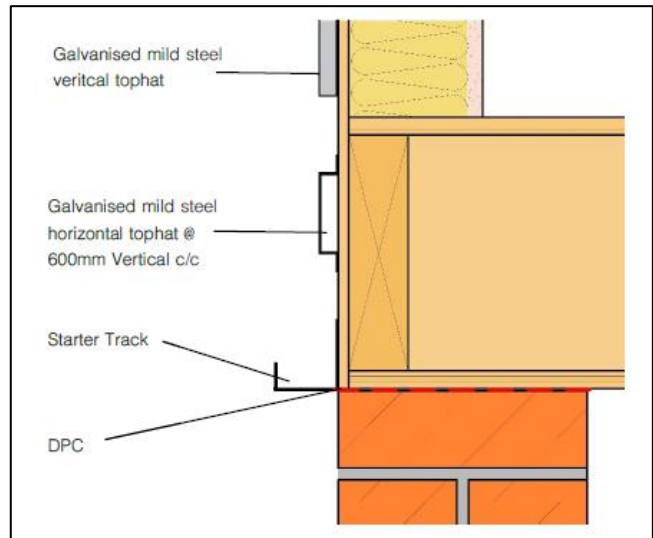 Galvanised mild steel
veritcal tophat
Galvanised mild steel
horizontal tophat @
600mm Vertical c/c
Starter Track
DPC